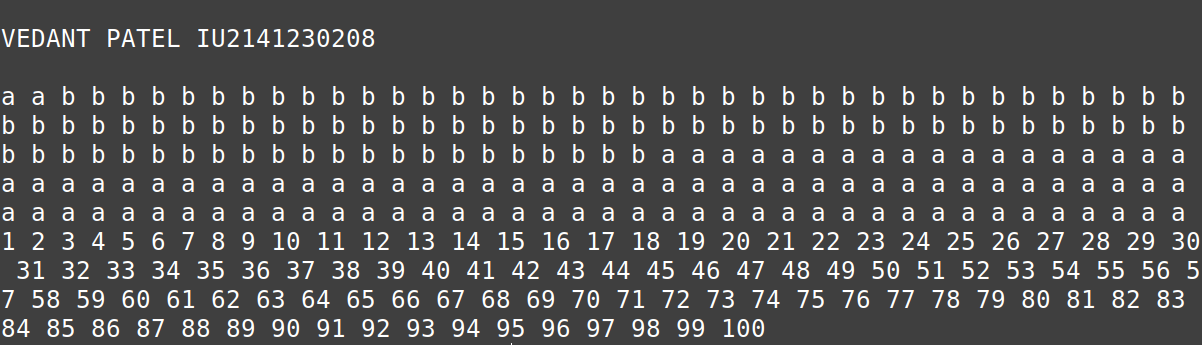 VEDANT PATEL IU2141230208
a a b b b b b b b b b b b b b b b b b b b b b b b b b b b b b b b b b b b b b b
b b b b b b b b b b b b b b b b b b b b b b b b b b b b b b b b b b b b b b b b
b b b b b b b b b b b b b b b b b b b b b b a a a a a a a a a a a a a a a a a a
a a a a a a a a a a a a a a a a a a a a a a a a a a a a a a a a a a a a a a a a
a a a a a a a a a a a a a a a a a a a a a a a a a a a a a a a a a a a a a a a a
1 2 3 4 5 6 7 8 9 10 11 12 13 14 15 16 17 18 19 20 21 22 23 24 25 26 27 28 29 30
31 32 33 34 35 36 37 38 39 40 41 42 43 44 45 46 47 48 49 50 51 52 53 54 55 56 5
7 58 59 60 61 62 63 64 65 66 67 68 69 70 71 72 73 74 75 76 77 78 79 80 81 82 83
84 85 86 87 88 89 90 91 92 93 94 95 96 97 98 99 100